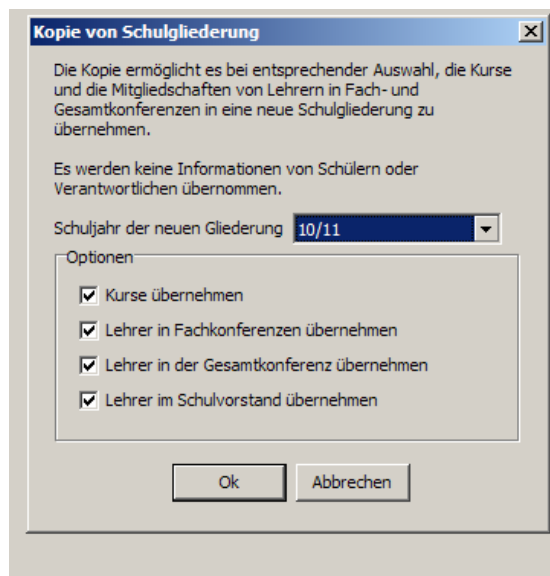 Kopie von Schulgliederung
Die Kopie ermöglicht es bei entsprechender Auswahl, die Kurse
und die Mitgliedschaften von Lehrern in Fach- und
Gesamtkonferenzen in eine neue Schulgliederung zu
übernehmen.
Es werden keine Informationen von Schülern oder
Verantwortlichen übernommen.
Schuljahr der neuen Gliederung 10/11
Optionen
Kurse übernehmen
Lehrer in Fachkonferenzen übernehmen
Lehrer in der Gesamtkonferenz übernehmen
Lehrer im Schulvorstand übernehmen
Ok Abbrechen